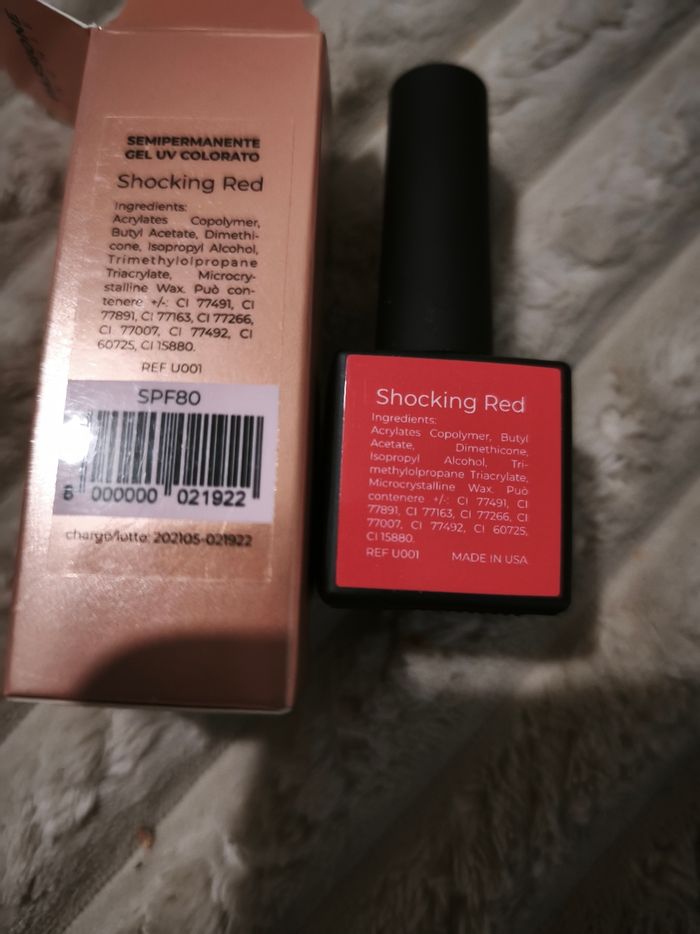 SEMIPERMANENTE
GEL UV COLORATO
Shocking Red
Ingredients:
Acrylates Copolymer,
Butyl Acetate, Dimethi-
cone, Isopropyl Alcohol,
Trimethylolpropane
Triacrylate, Microcry-
stalline Wax. Può con-
tenere +/-: CI 77491, CI
77891, CI 77163, CI 77266,
CI 77007, CI 77492, CI
60725, CI 15880.
REF U001
SPF80
000000 021922
charge/lotto: 202105-021922
Shocking Red
Ingredients:
Acrylates Copolymer, Butyl
Acetate, Dimethicone,
Isopropyl Alcohol, Tri-
methylolpropane Triacrylate,
Microcrystalline Wax. Può
contenere +/-: CI 77491, CI
77891, CI 77163, CI 77266, CI
77007, CI 77492, CI 60725,
CI 15880.
REF U001 MADE IN USA